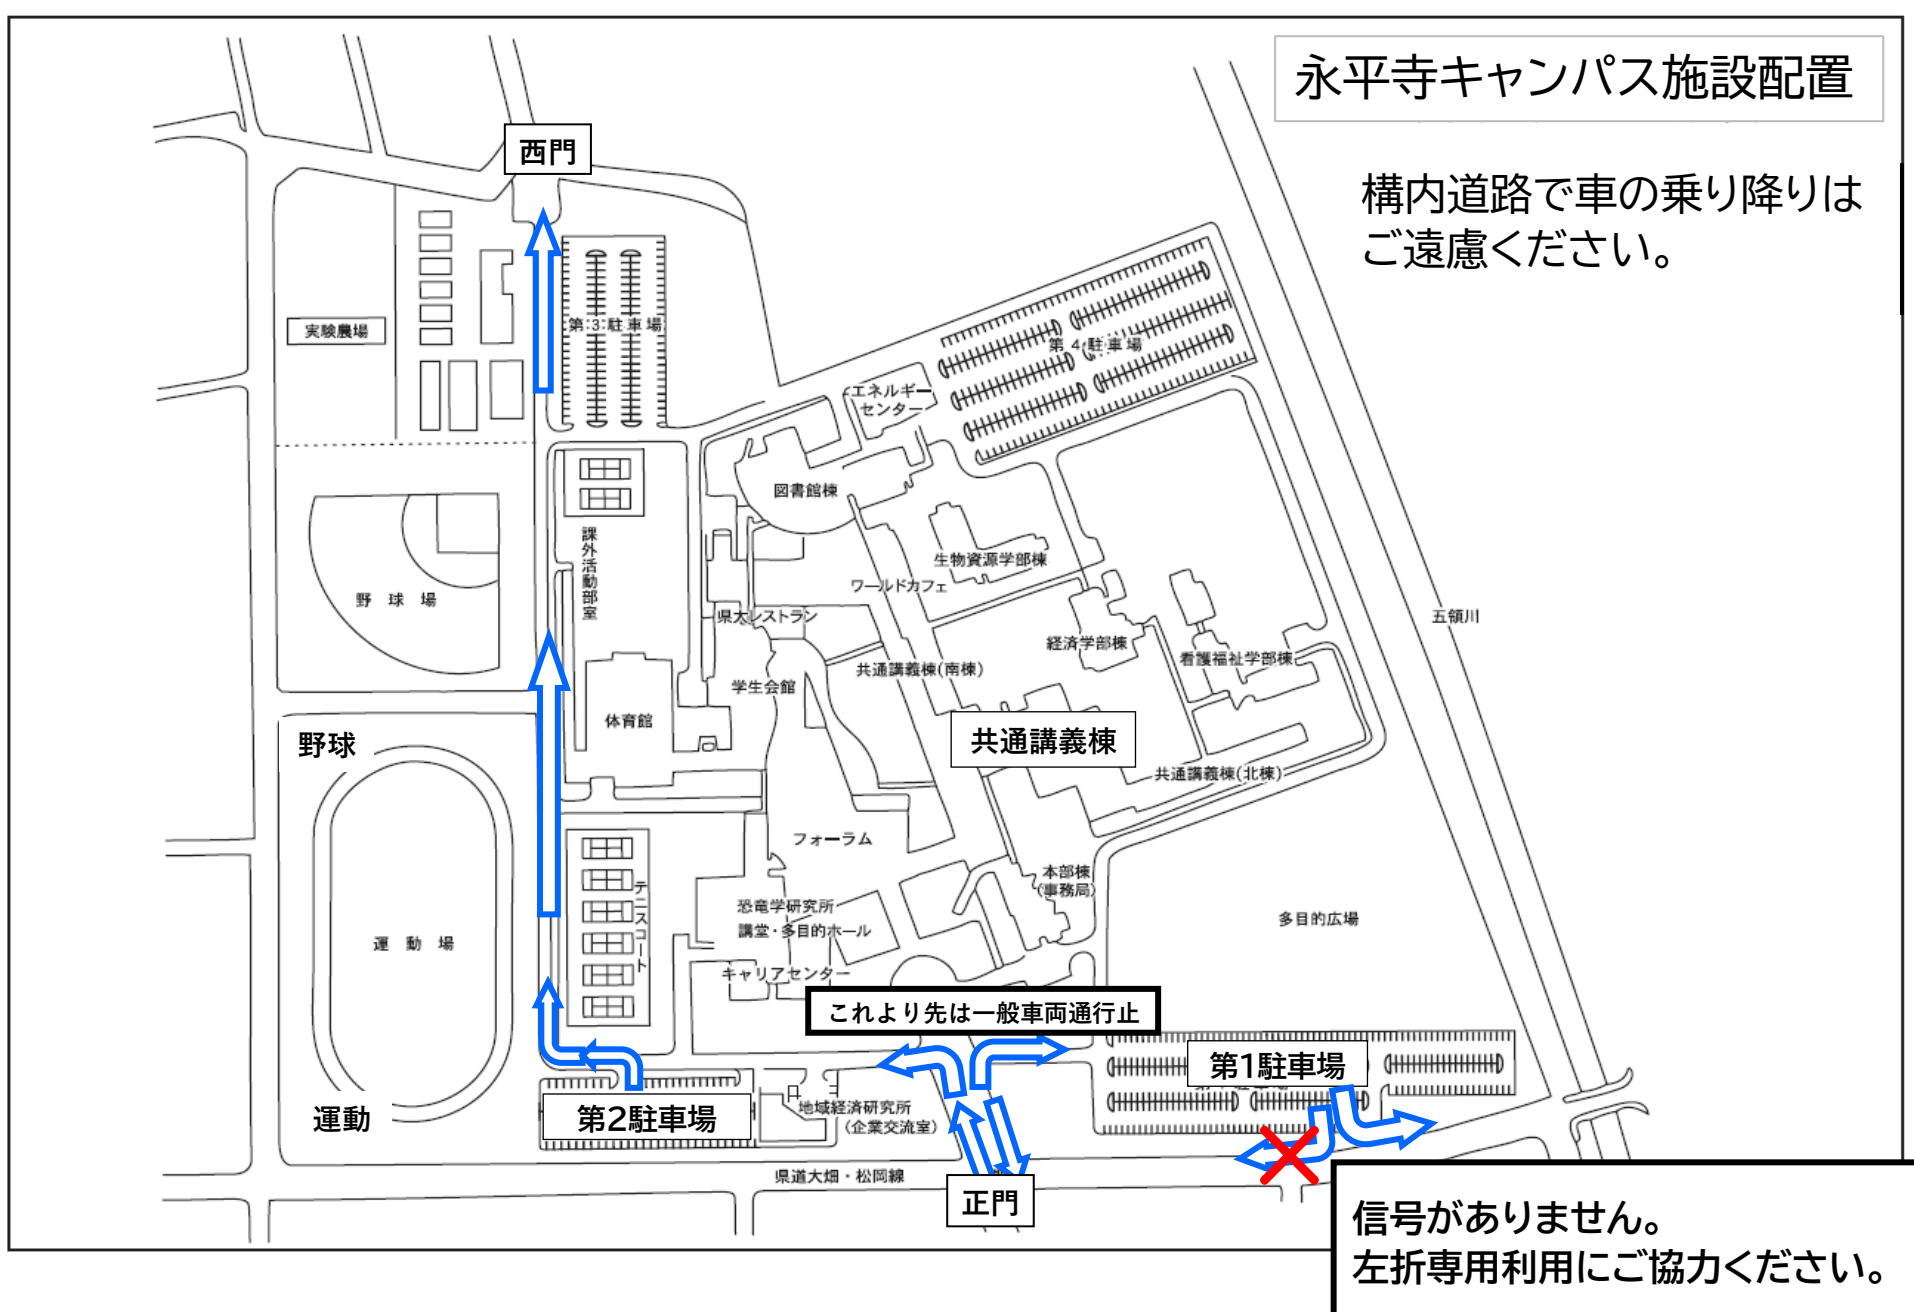 永平寺キャンパス施設配置
構内道路で車の乗り降りは
ご遠慮ください。
西門
実験農場
第3駐車場
第4駐車場
エネルギー
センター
図書館棟
課外活動部室
生物資源学部棟
ワールドカフェ
野球場
県大レストラン
五領川
経済学部棟
看護福祉学部棟
共通講義棟(南棟)
学生会館
体育館
共通講義棟
野球
共通講義棟(北棟)
フォーラム
本部棟
(事務局)
テニスコート
恐竜学研究所
講堂・多目的ホール
多目的広場
運動場
キャリアセンター
これより先は一般車両通行止
第1駐車場
運動
第2駐車場
地域経済研究所
(企業交流室)
県道大畑・松岡線
正門
信号がありません。
左折専用利用にご協力ください。